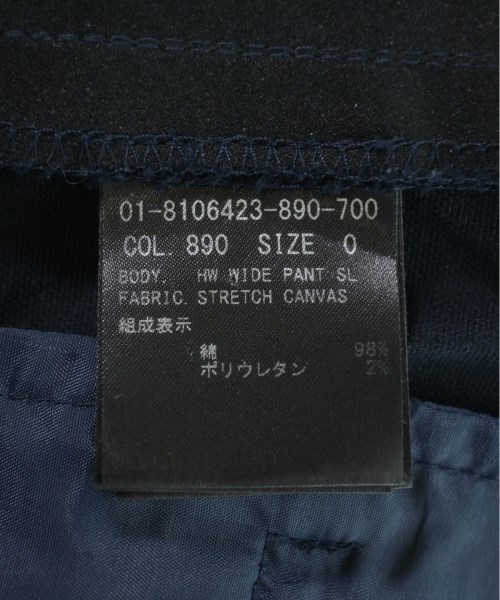 01-8106423-890-700
COL. 890 SIZE 0
BODY. HW WIDE PANT SL
FABRIC. STRETCH CANVAS
組成表示
綿 98%
ポリウレタン 2%